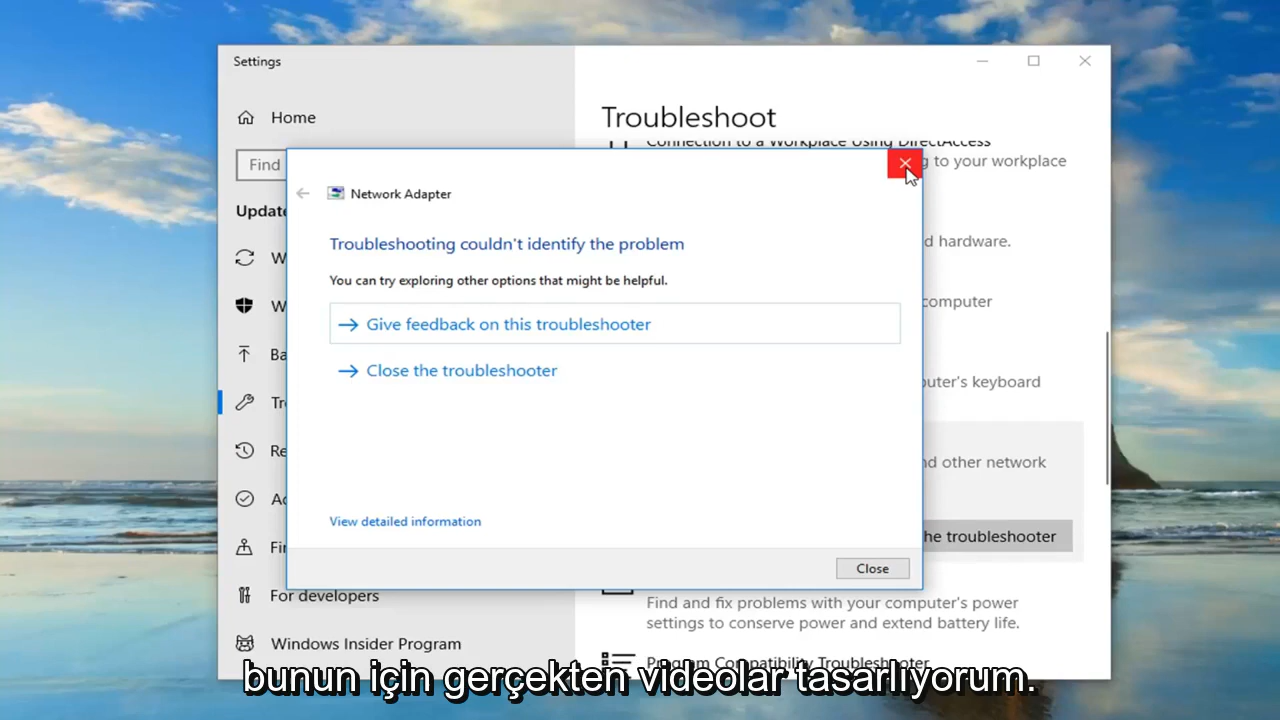 Settings
Home
Find
Update
Troubleshoot
Connection to a Workplace Using DirectAccess
g to your workplace
d hardware.
computer
uter's keyboard
nd other network
he troubleshooter
Network Adapter
Troubleshooting couldn't identify the problem
You can try exploring other options that might be helpful.
Give feedback on this troubleshooter
Close the troubleshooter
View detailed information
Close
W
W
Ba
Tr
Re
Ac
Fi
For developers
Windows Insider Program
Find and fix problems with your computer's power
settings to conserve power and extend battery life.
Program Compatibility Troubleshooter
bunun için gerçekten videolar tasarlıyorum.